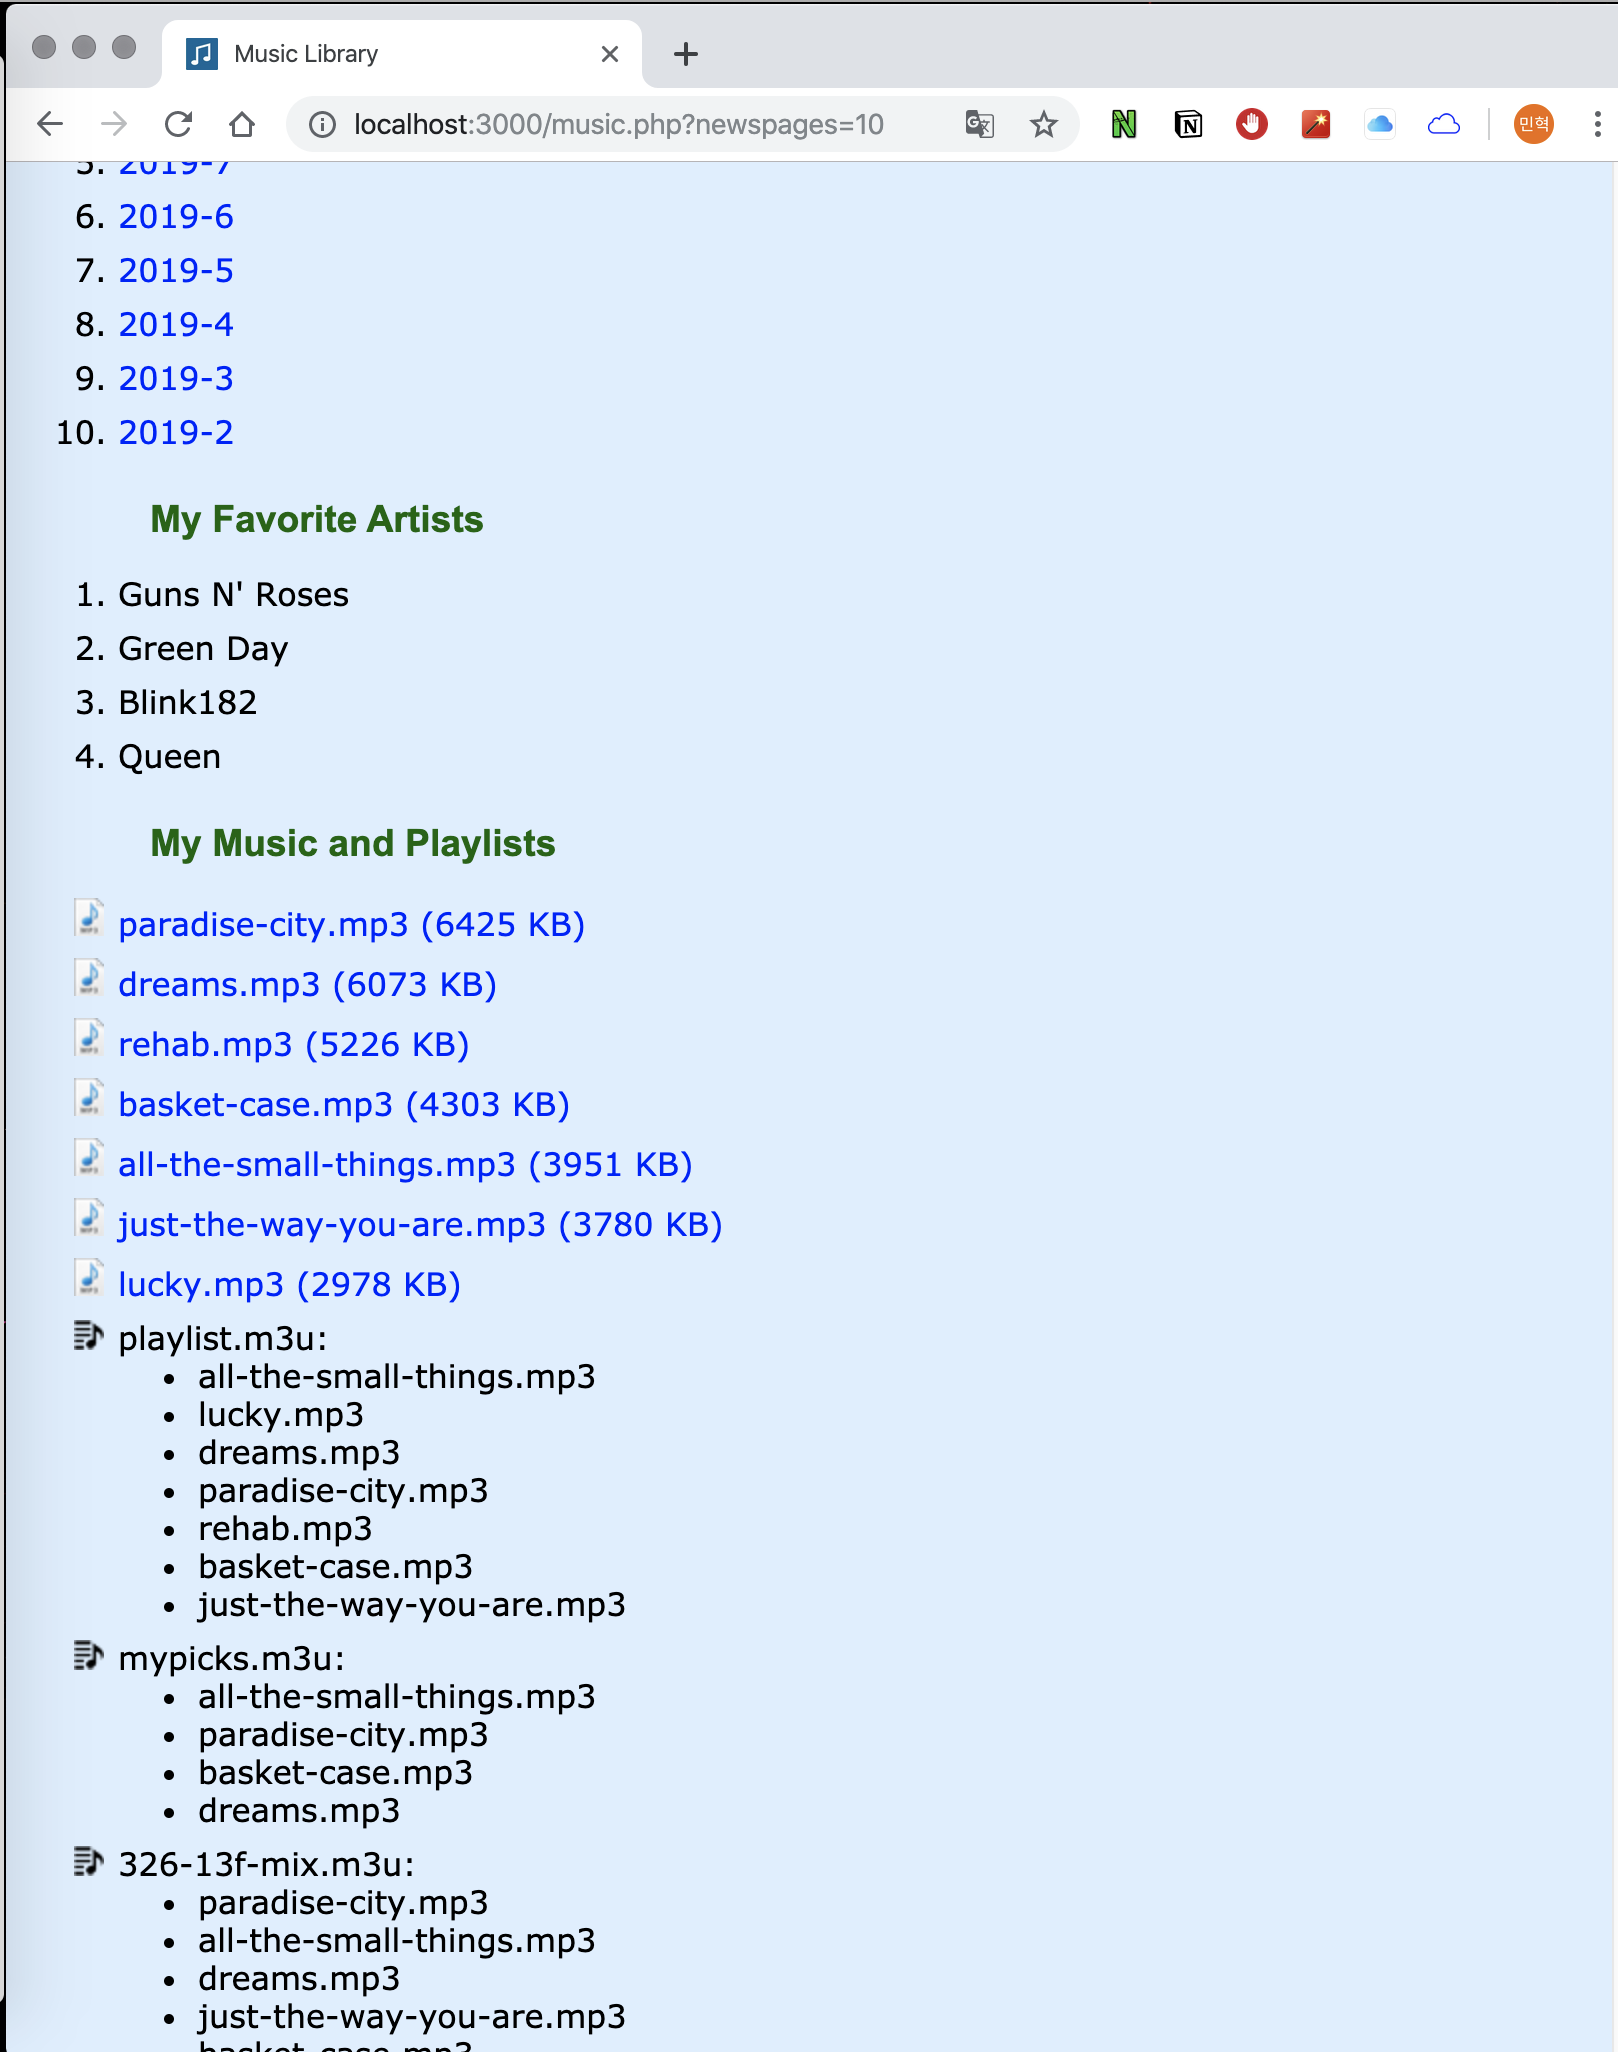 Music Library
localhost:3000/music.php?newspages=10
민혁
5. 2019-7
6. 2019-6
7. 2019-5
8. 2019-4
9. 2019-3
10. 2019-2
My Favorite Artists
1. Guns N' Roses
2. Green Day
3. Blink182
4. Queen
My Music and Playlists
paradise-city.mp3 (6425 KB)
dreams.mp3 (6073 KB)
rehab.mp3 (5226 KB)
basket-case.mp3 (4303 KB)
all-the-small-things.mp3 (3951 KB)
just-the-way-you-are.mp3 (3780 KB)
lucky.mp3 (2978 KB)
playlist.m3u:
• all-the-small-things.mp3
• lucky.mp3
• dreams.mp3
• paradise-city.mp3
• rehab.mp3
• basket-case.mp3
• just-the-way-you-are.mp3
mypicks.m3u:
• all-the-small-things.mp3
• paradise-city.mp3
• basket-case.mp3
• dreams.mp3
326-13f-mix.m3u:
• paradise-city.mp3
• all-the-small-things.mp3
• dreams.mp3
• just-the-way-you-are.mp3
basket-case.mp3